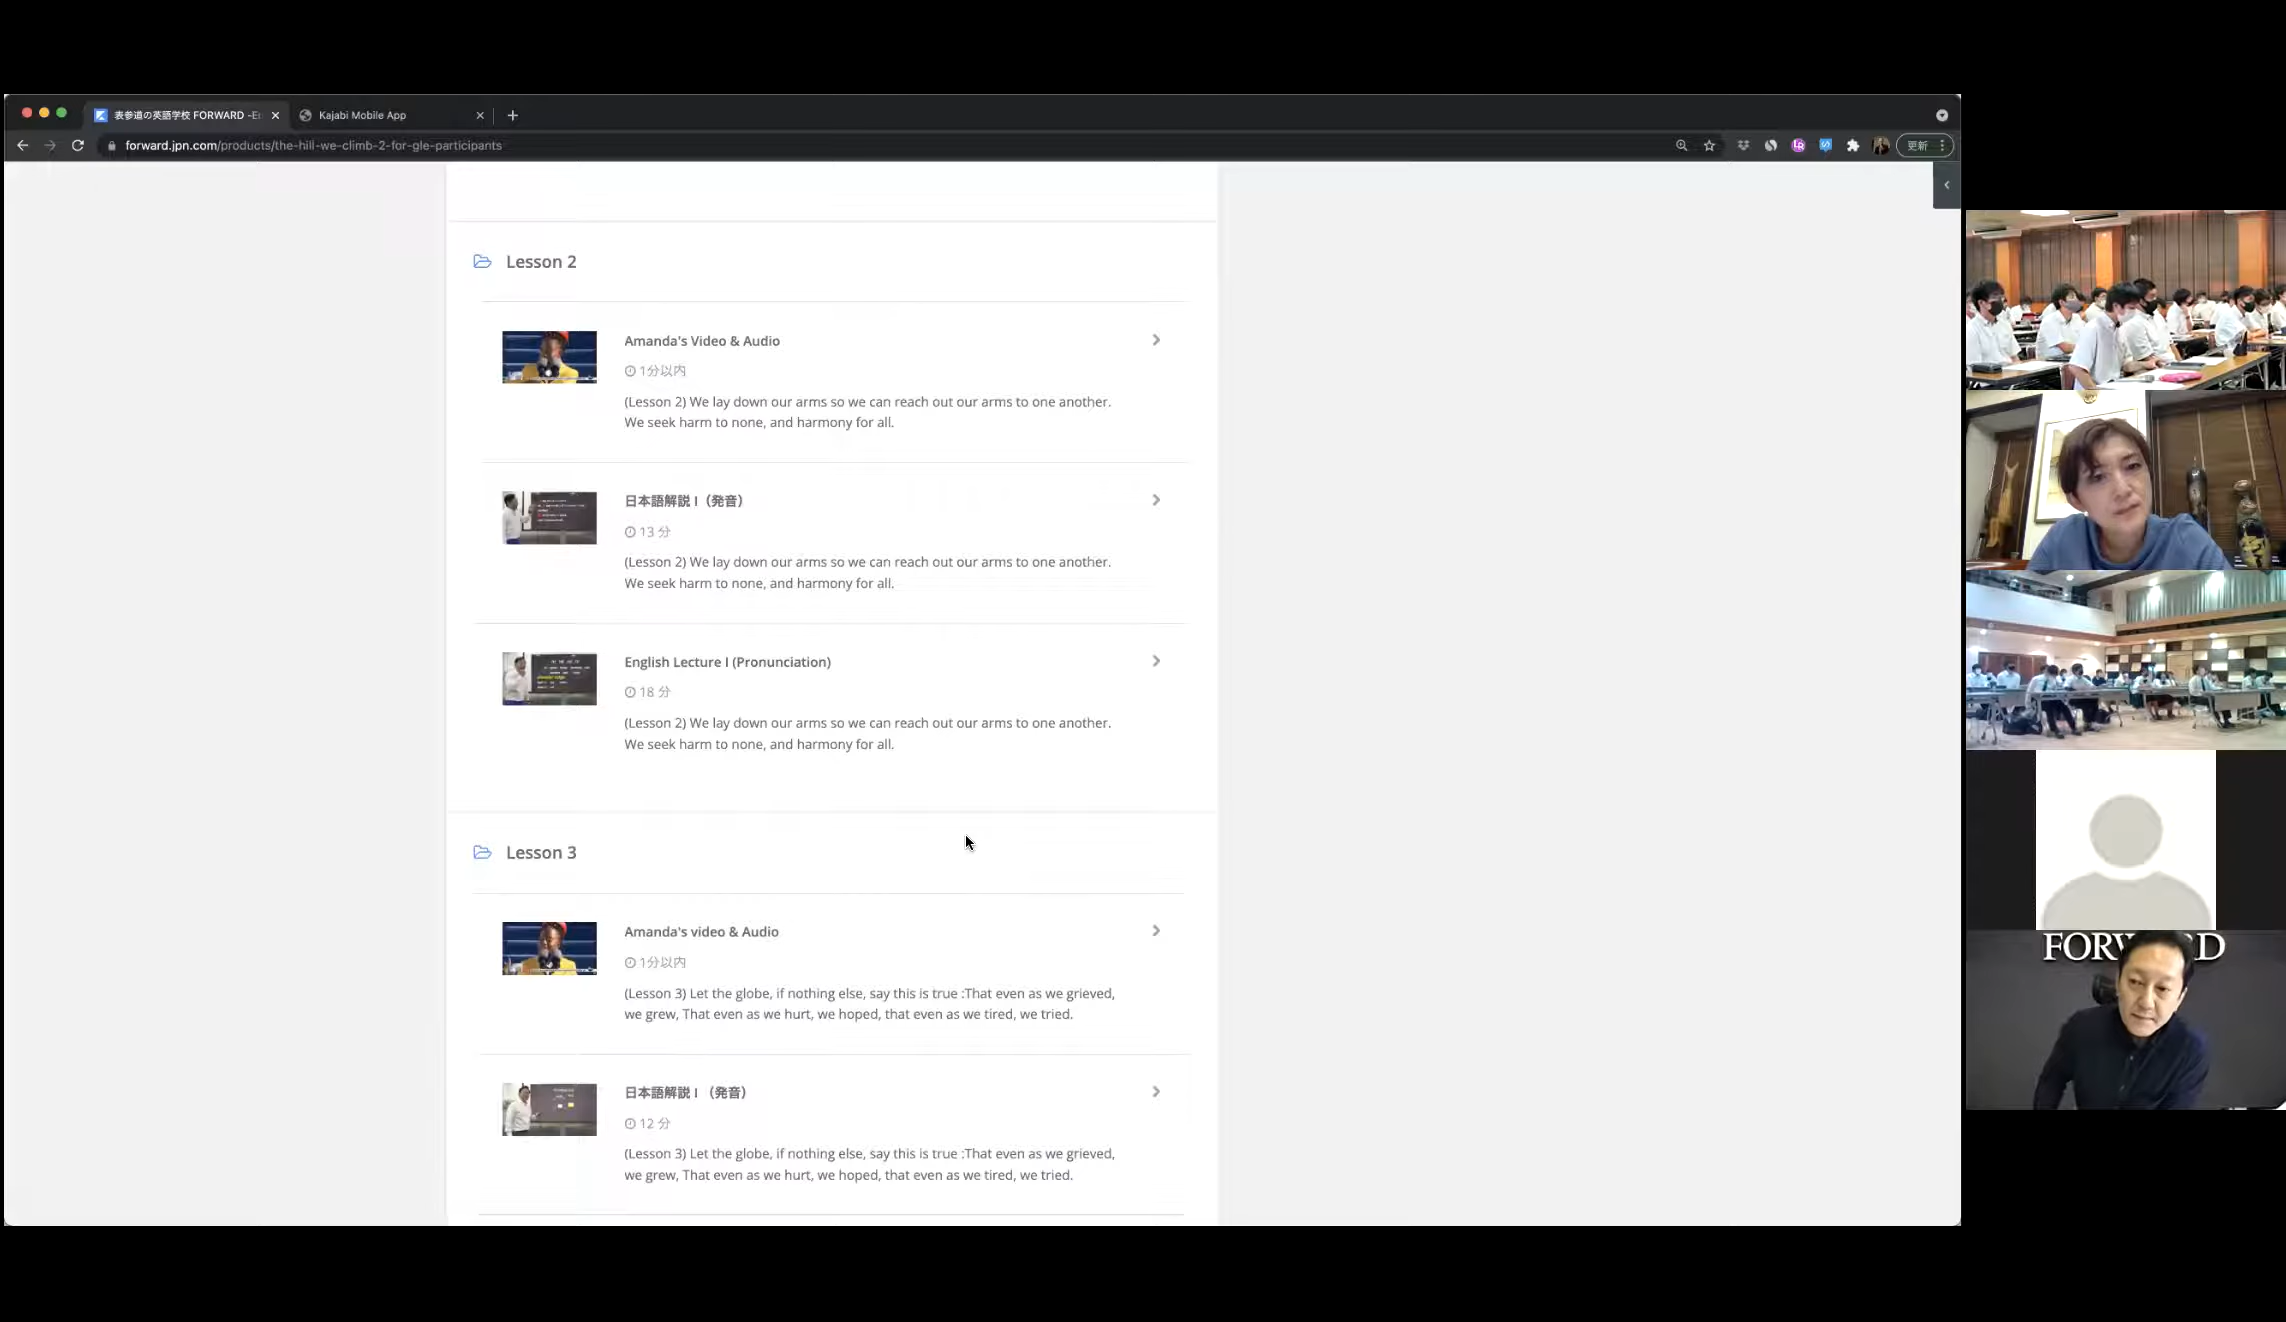 表参道の英語学校 FORWARD -E
Kajabi Mobile App
forward.jpn.com/products/the-hill-we-climb-2-for-gle-participants
更新
Lesson 2
Amanda's Video & Audio
1分以内
(Lesson 2) We lay down our arms so we can reach out our arms to one another.
We seek harm to none, and harmony for all.
日本語解説 I（発音）
13 分
(Lesson 2) We lay down our arms so we can reach out our arms to one another.
We seek harm to none, and harmony for all.
English Lecture I (Pronunciation)
18 分
(Lesson 2) We lay down our arms so we can reach out our arms to one another.
We seek harm to none, and harmony for all.
Lesson 3
Amanda's video & Audio
1分以内
(Lesson 3) Let the globe, if nothing else, say this is true :That even as we grieved,
we grew, That even as we hurt, we hoped, that even as we tired, we tried.
日本語解説 I （発音）
12 分
(Lesson 3) Let the globe, if nothing else, say this is true :That even as we grieved,
we grew, That even as we hurt, we hoped, that even as we tired, we tried.
FORW D